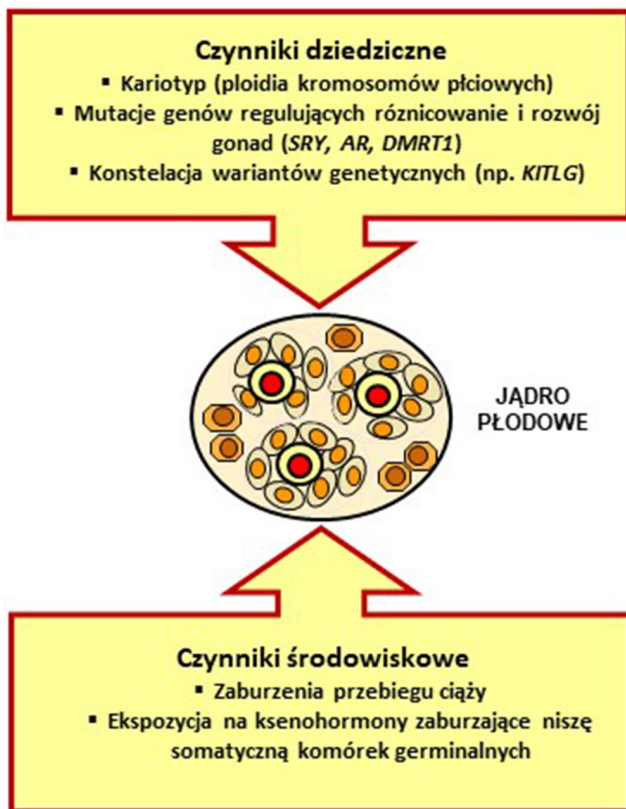 Czynniki dziedziczne
▪ Kariotyp (ploidia kromosomów płciowych)
▪ Mutacje genów regulujących róznicowanie i rozwój
gonad (SRY, AR, DMRT1)
▪ Konstelacja wariantów genetycznych (np. KITLG)
JĄDRO
PŁODOWE
Czynniki środowiskowe
▪ Zaburzenia przebiegu ciąży
▪ Ekspozycja na ksenohormony zaburzające niszę
somatyczną komórek germinalnych